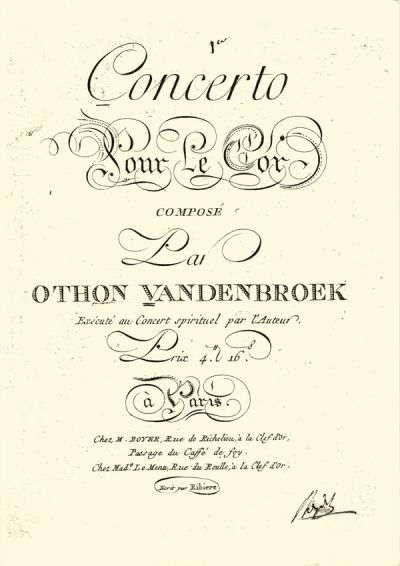 1er
Concerto
Pour Le Cor
COMPOSÉ
Par
OTHON VANDENBROEK
Exécuté au Concert spirituel par l'Auteur.
Prix 4.# 16.s
à Paris.
Chez M. BOYER, Rue de Richelieu, à la Clef d'or,
Passage du Caffé de foy.
Chez Mad.e Le Menu, Rue du Roulle, à la Clef d'or.
Ecrit par Ribiere